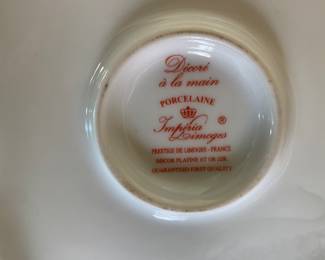 Décoré
à la main
PORCELAINE
Impéria
Limoges ®
PRESTIGE DE LIMOGES - FRANCE
DECOR PLATINE ET OR 22K.
GUARANTEED FIRST QUALITY